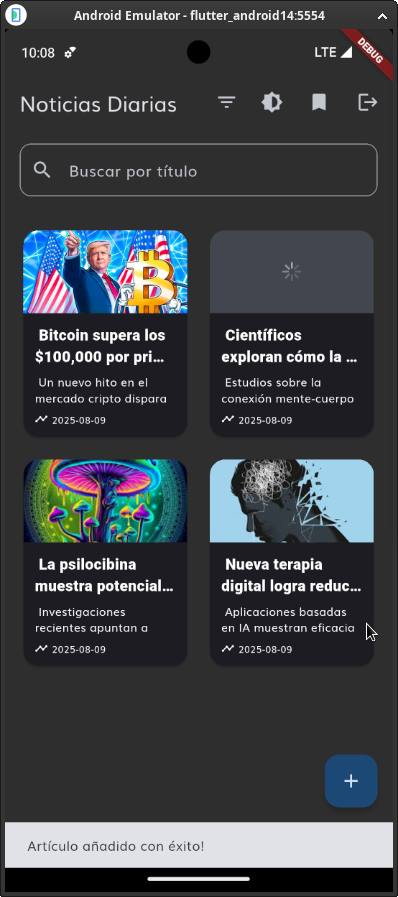 Android Emulator - flutter_android14:5554
10:08
LTE
DEBUG
Noticias Diarias
Buscar por título
Bitcoin supera los
$100,000 por pri...
Un nuevo hito en el
mercado cripto dispara
2025-08-09
Científicos
exploran cómo la ...
Estudios sobre la
conexión mente-cuerpo
2025-08-09
La psilocibina
muestra potencial...
Investigaciones
recientes apuntan a
2025-08-09
Nueva terapia
digital logra reduc...
Aplicaciones basadas
en IA muestran eficacia
2025-08-09
Artículo añadido con éxito!